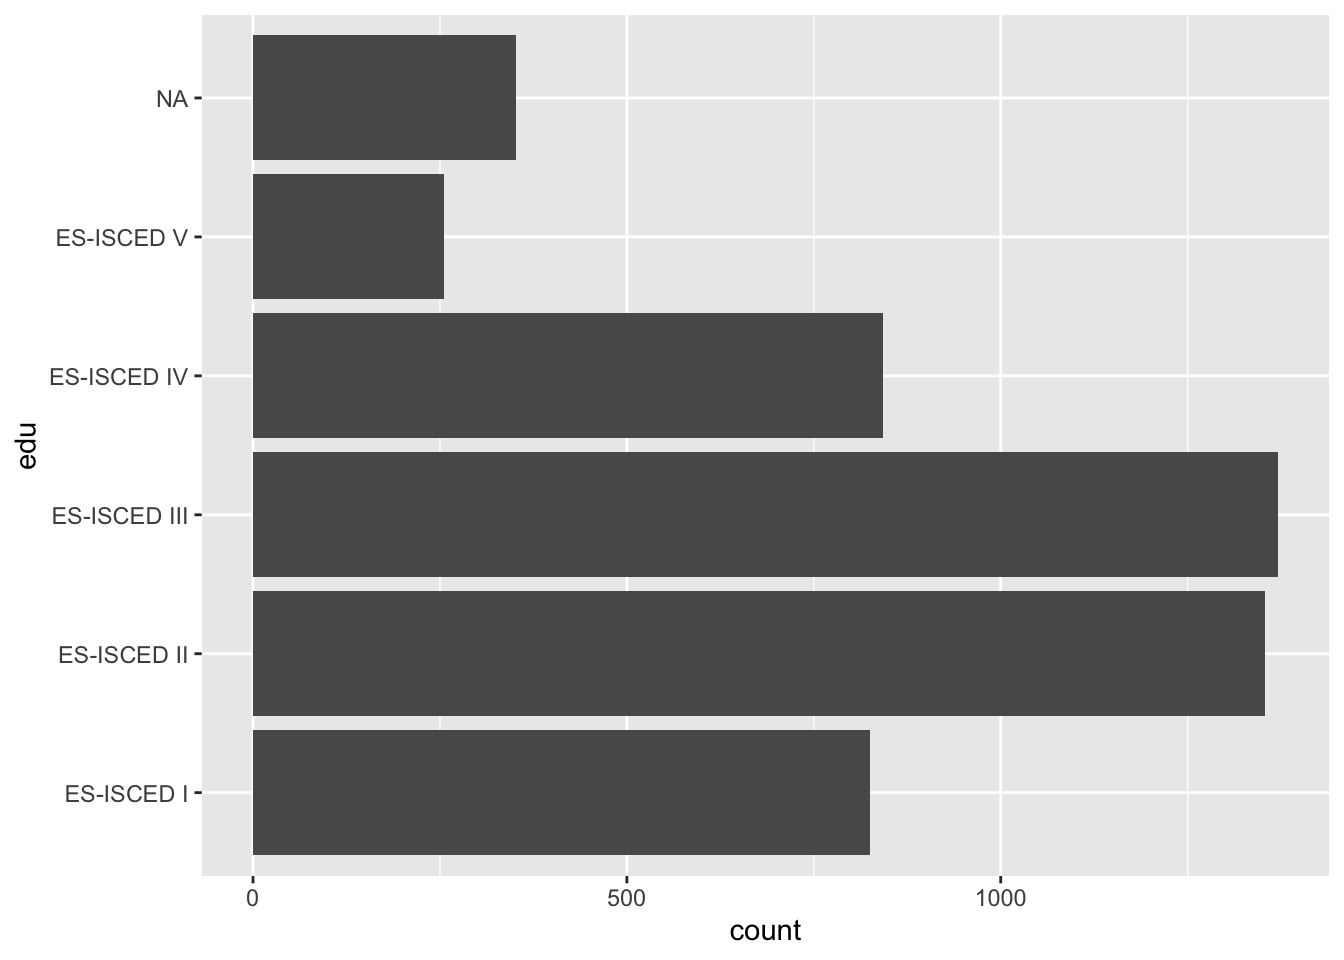 NA
ES-ISCED V
ES-ISCED IV
ES-ISCED III
ES-ISCED II
ES-ISCED I
edu
0 500 1000
count